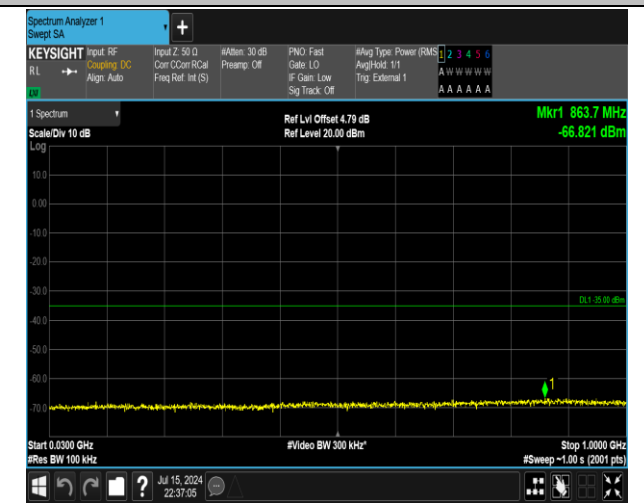 Spectrum Analyzer 1
Swept SA
+
KEYSIGHT Input: RF Input Z: 50 Ω #Atten: 30 dB PNO: Fast #Avg Type: Power (RMS 1 2 3 4 5 6
RL Coupling: DC Corr CCorr RCal Preamp: Off Gate: LO Avg|Hold: 1/1 A W W W W W
Align: Auto Freq Ref: Int (S) IF Gain: Low Trig: External 1
Sig Track: Off A A A A A A
1 Spectrum Ref Lvl Offset 4.79 dB Mkr1 863.7 MHz
Scale/Div 10 dB Ref Level 20.00 dBm -66.821 dBm
Log
10.0
0.00
-10.0
-20.0
-30.0
DL1 -35.00 dBm
-40.0
-50.0
-60.0
1
-70.0
Start 0.0300 GHz #Video BW 300 kHz* Stop 1.0000 GHz
#Res BW 100 kHz #Sweep ~1.00 s (2001 pts)
? Jul 15, 2024
22:37:05